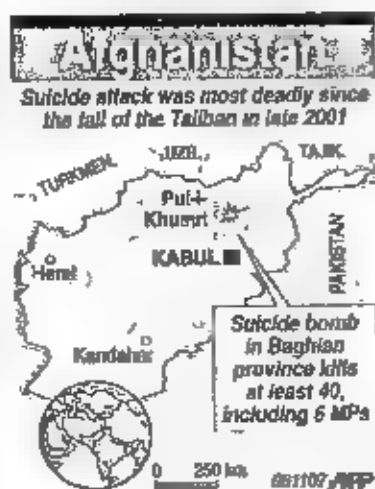 Afghanistan
Suicide attack was most deadly since
the fall of the Taliban in late 2001
UZB.
TAJIK.
TURKMEN.
Pul-i-
Khumri
KABUL
Herat
PAKISTAN
Kandahar
Suicide bomb
in Baghlan
province kills
at least 40,
including 6 MPs
0 250 km
061107 AFP